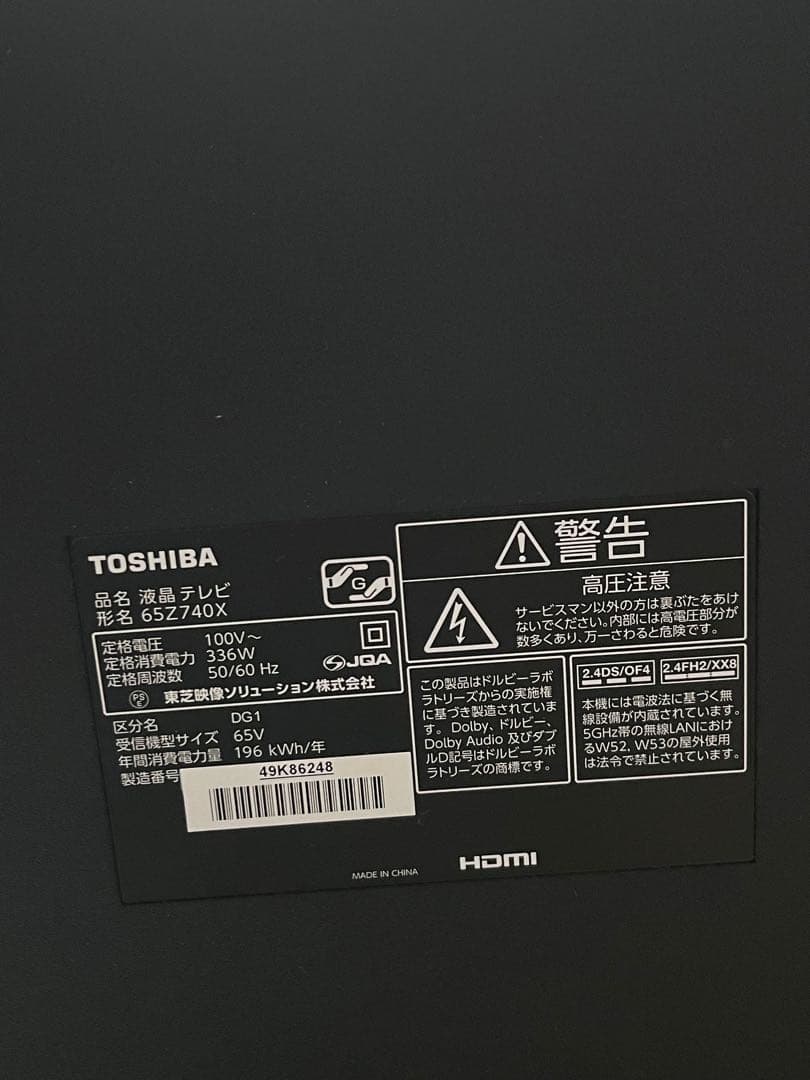 TOSHIBA
品名 液晶テレビ
形名 65Z740X
G
定格電圧 100V～
定格消費電力 336W
定格周波数 50/60 Hz
JQA
PS
E
東芝映像ソリューション株式会社
区分名 DG1
受信機型サイズ 65V
年間消費電力量 196 kWh/年
製造番号
49K86248
警告
高圧注意
サービスマン以外の方は裏ぶたをあけ
ないでください。内部には高電圧部分が
数多くあり、万一さわると危険です。
この製品はドルビーラボ
ラトリーズからの実施権
に基づき製造されていま
す。Dolby、ドルビー、
Dolby Audio 及びダブ
ルD記号はドルビーラボ
ラトリーズの商標です。
2.4DS/OF4 2.4FH2/XX8
本機には電波法に基づく無
線設備が内蔵されています。
5GHz帯の無線LANにおけ
るW52、W53の屋外使用
は法令で禁止されています。
MADE IN CHINA
HDMI